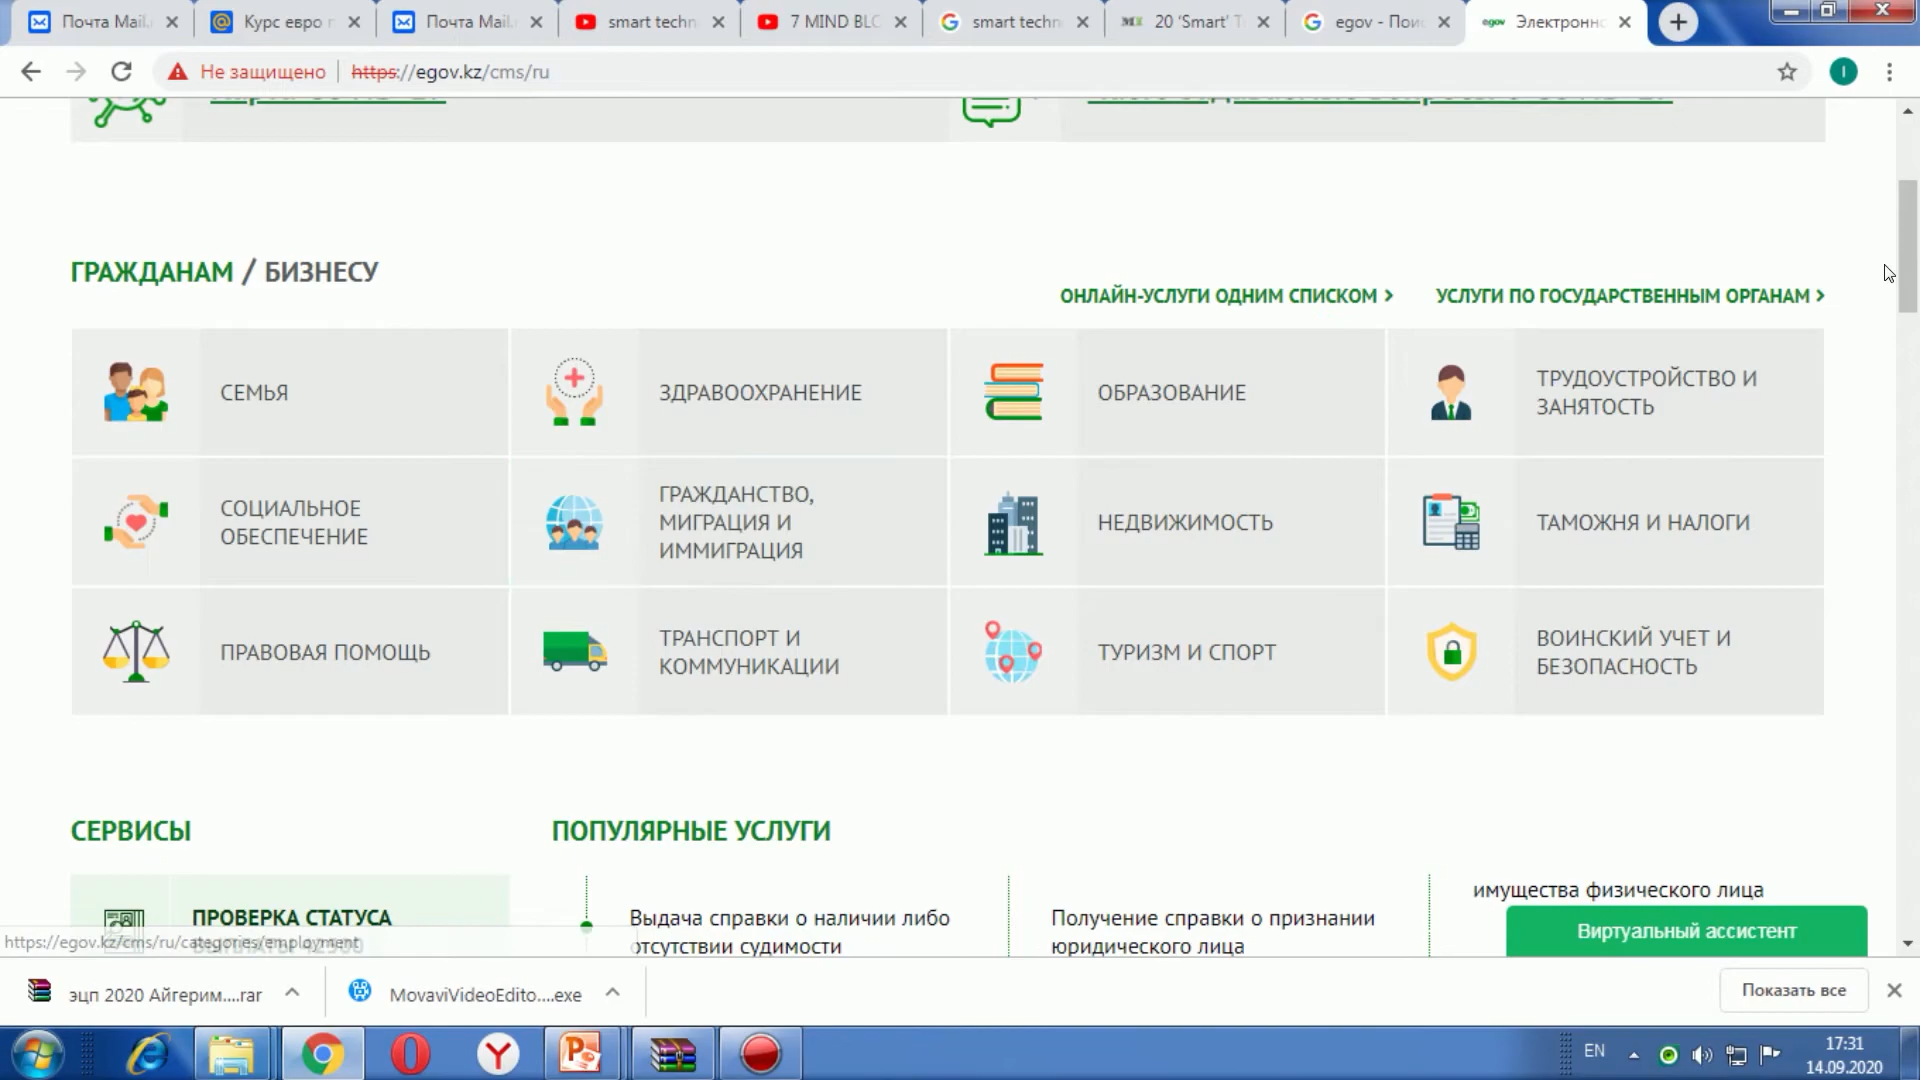 Почта Mail.
Курс евро
Почта Mail.
smart techn
7 MIND BLO
smart techn
20 ‘Smart’ T
egov - Пои
egov
Электронн
Не защищено
https://egov.kz/cms/ru
ГРАЖДАНАМ / БИЗНЕСУ
ОНЛАЙН-УСЛУГИ ОДНИМ СПИСКОМ
УСЛУГИ ПО ГОСУДАРСТВЕННЫМ ОРГАНАМ
СЕМЬЯ
ЗДРАВООХРАНЕНИЕ
ОБРАЗОВАНИЕ
ТРУДОУСТРОЙСТВО И
ЗАНЯТОСТЬ
СОЦИАЛЬНОЕ
ОБЕСПЕЧЕНИЕ
ГРАЖДАНСТВО,
МИГРАЦИЯ И
ИММИГРАЦИЯ
НЕДВИЖИМОСТЬ
ТАМОЖНЯ И НАЛОГИ
ПРАВОВАЯ ПОМОЩЬ
ТРАНСПОРТ И
КОММУНИКАЦИИ
ТУРИЗМ И СПОРТ
ВОИНСКИЙ УЧЕТ И
БЕЗОПАСНОСТЬ
СЕРВИСЫ
ПОПУЛЯРНЫЕ УСЛУГИ
ПРОВЕРКА СТАТУСА
Выдача справки о наличии либо
отсутствии судимости
Получение справки о признании
юридического лица
имущества физического лица
Виртуальный ассистент
https://egov.kz/cms/ru/categories/employment
эцп 2020 Айгерим....rar
MovaviVideoEdito....exe
Показать все
EN
17:31
14.09.2020